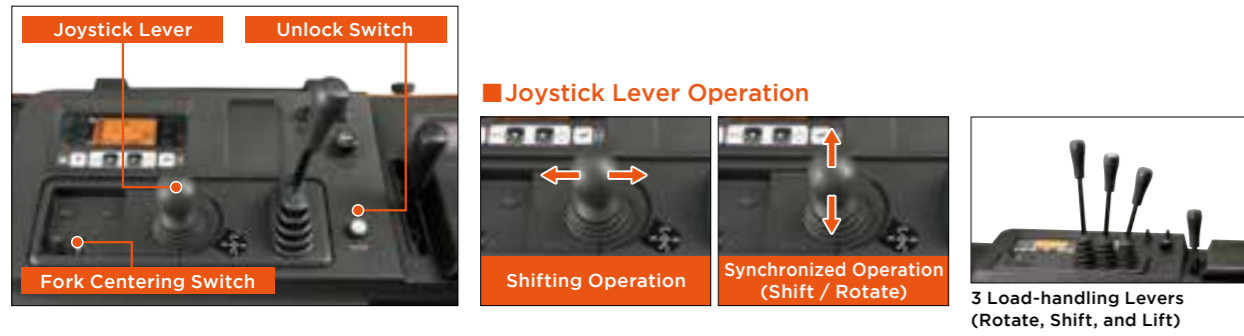 Joystick Lever
Unlock Switch
Fork Centering Switch
■Joystick Lever Operation
Shifting Operation
Synchronized Operation
(Shift / Rotate)
3 Load-handling Levers
(Rotate, Shift, and Lift)